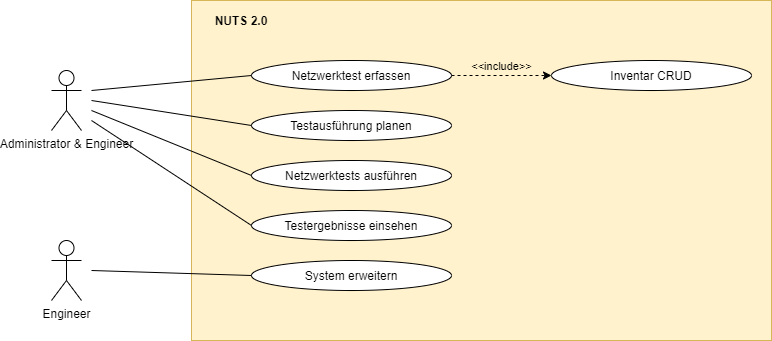 NUTS 2.0
Netzwerktest erfassen
<<include>>
Inventar CRUD
Testausführung planen
Administrator & Engineer
Netzwerktests ausführen
Testergebnisse einsehen
System erweitern
Engineer